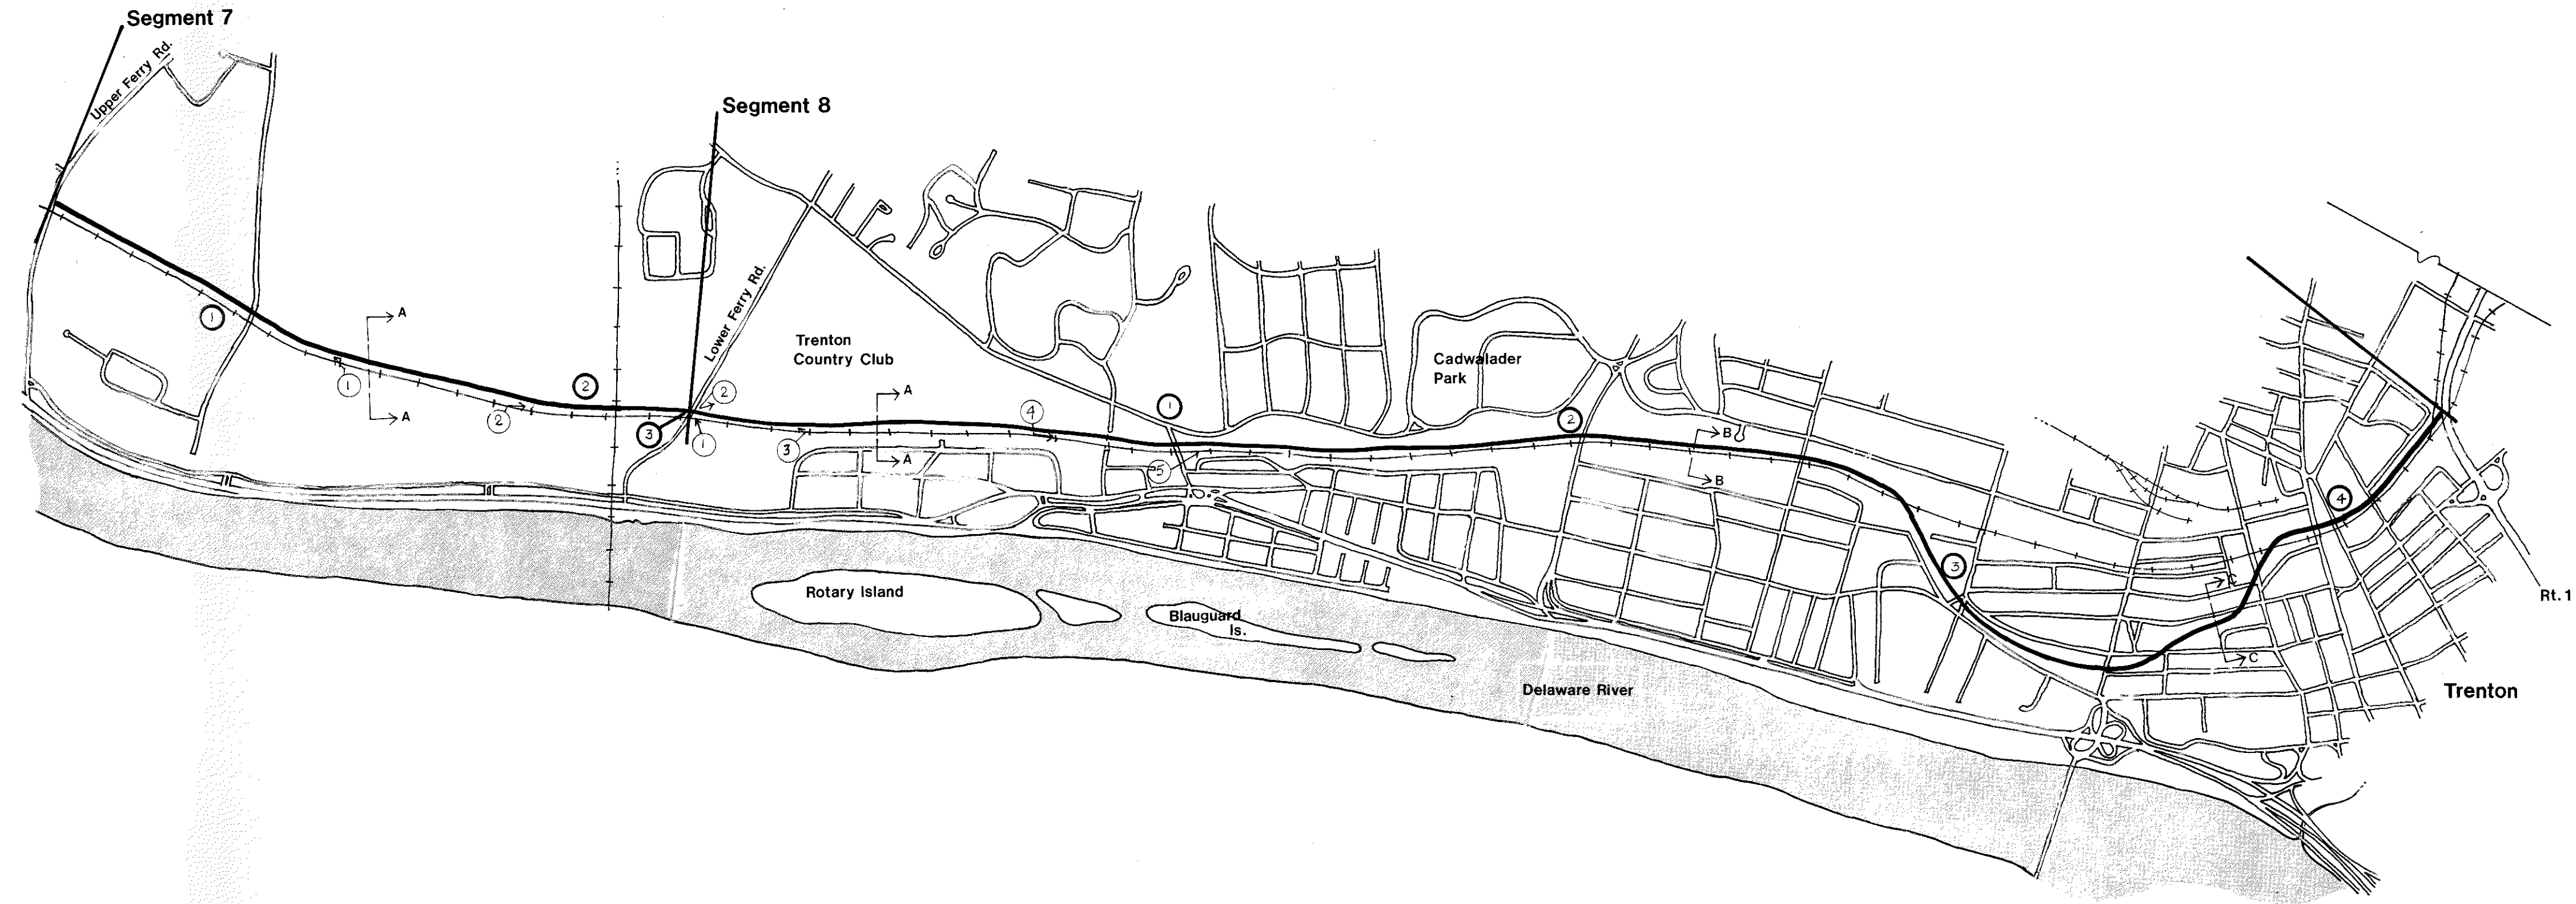 Segment 7
Upper Ferry Rd.
Segment 8
Lower Ferry Rd.
Trenton
Country Club
Cadwalader
Park
1
A
A
1
2
2
3
2
1
3
A
A
4
1
5
2
B
B
3
4
C
C
Rotary Island
Blauguard
Is.
Delaware River
Trenton
Rt. 1